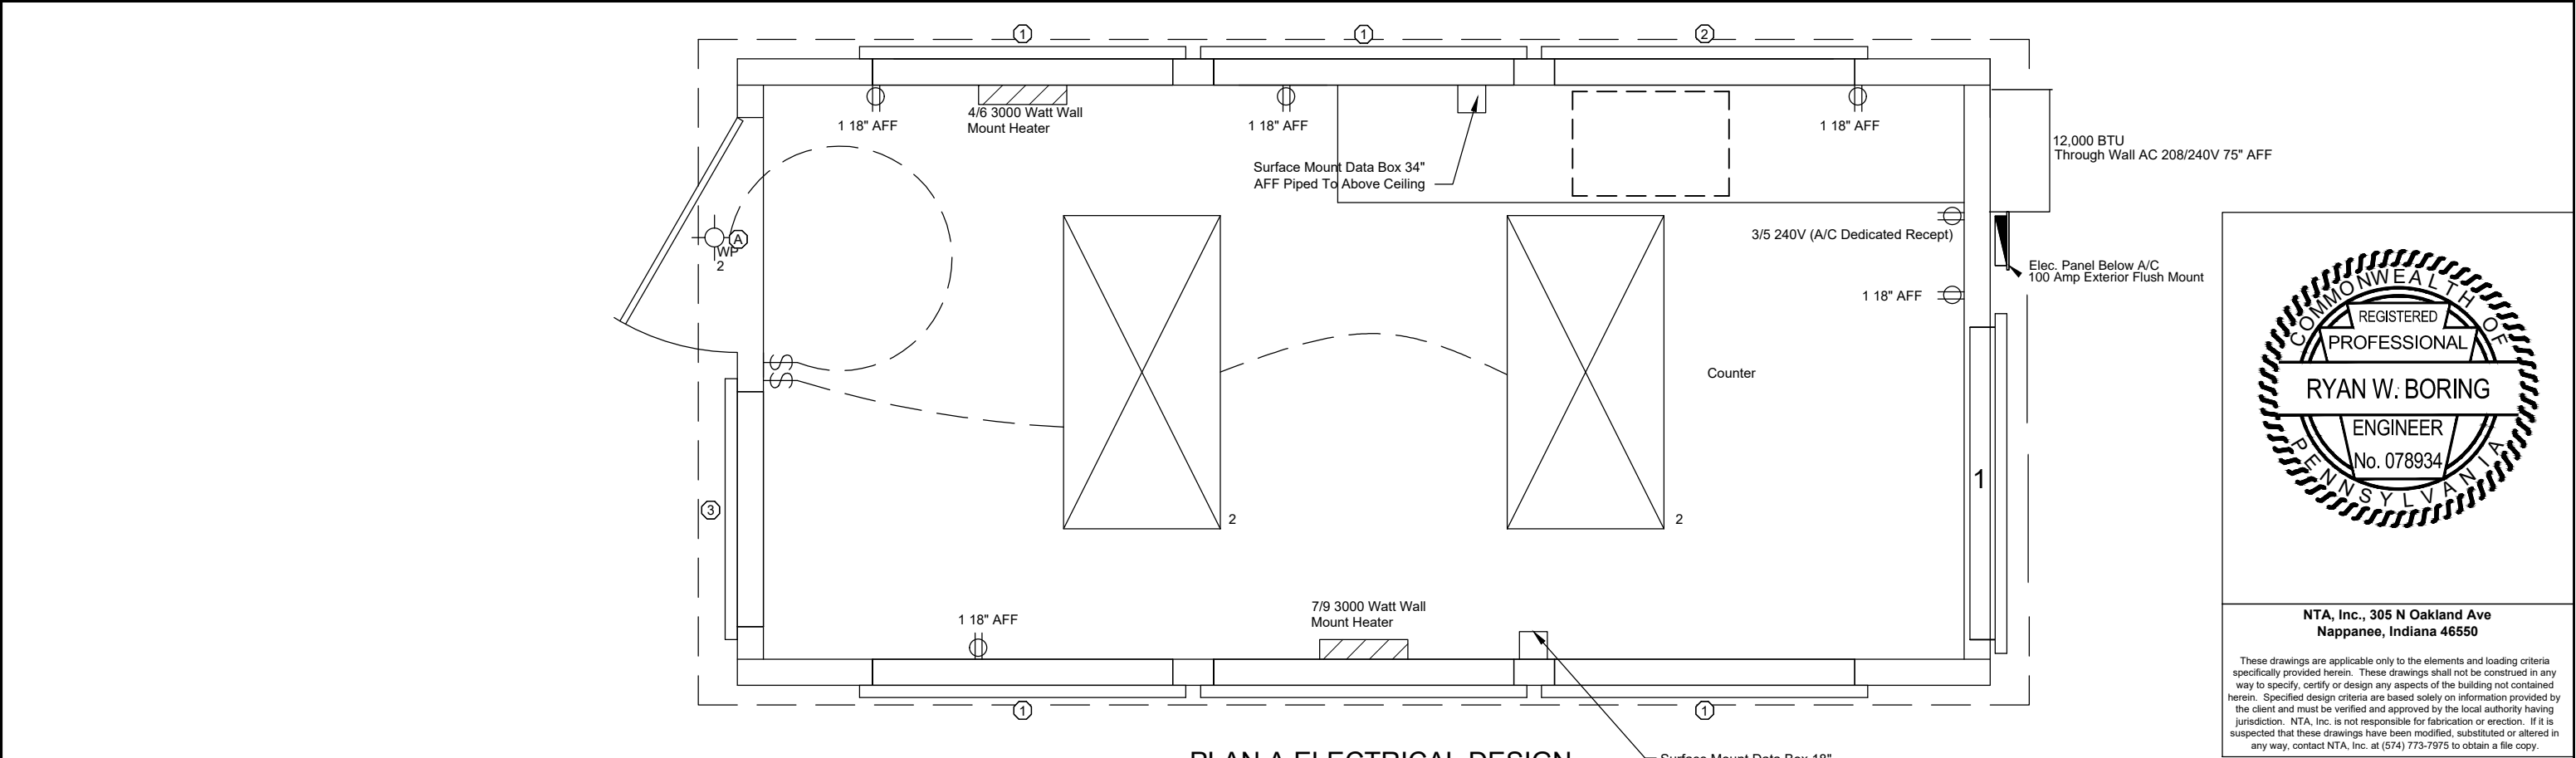 1
1
2
4/6 3000 Watt Wall
Mount Heater
1 18" AFF
1 18" AFF
1 18" AFF
12,000 BTU
Through Wall AC 208/240V 75" AFF
Surface Mount Data Box 34"
AFF Piped To Above Ceiling
A
WP
2
3/5 240V (A/C Dedicated Recept)
Elec. Panel Below A/C
100 Amp Exterior Flush Mount
1 18" AFF
S
S
Counter
3
2
2
1
1 18" AFF
7/9 3000 Watt Wall
Mount Heater
1
1
PLAN A ELECTRICAL DESIGN
Surface Mount Data Box 18"
COMMONWEALTH OF
REGISTERED
PROFESSIONAL
RYAN W. BORING
ENGINEER
No. 078934
PENNSYLVANIA
NTA, Inc., 305 N Oakland Ave
Nappanee, Indiana 46550
These drawings are applicable only to the elements and loading criteria
specifically provided herein. These drawings shall not be construed in any
way to specify, certify or design any aspects of the building not contained
herein. Specified design criteria are based solely on information provided by
the client and must be verified and approved by the local authority having
jurisdiction. NTA, Inc. is not responsible for fabrication or erection. If it is
suspected that these drawings have been modified, substituted or altered in
any way, contact NTA, Inc. at (574) 773-7975 to obtain a file copy.